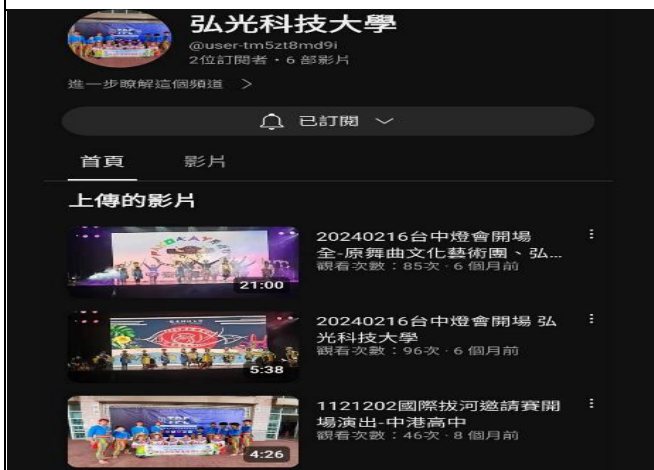 弘光科技大學
@user-tm5zt8md9i
2位訂閱者・6 部影片
進一步瞭解這個頻道 >
已訂閱
首頁 影片
上傳的影片
20240216台中燈會開場
全-原舞曲文化藝術團、弘...
觀看次數：85次・6 個月前
21:00
20240216台中燈會開場 弘
光科技大學
觀看次數：96次・6 個月前
5:38
1121202國際拔河邀請賽開
場演出-中港高中
觀看次數：46次・8 個月前
4:26